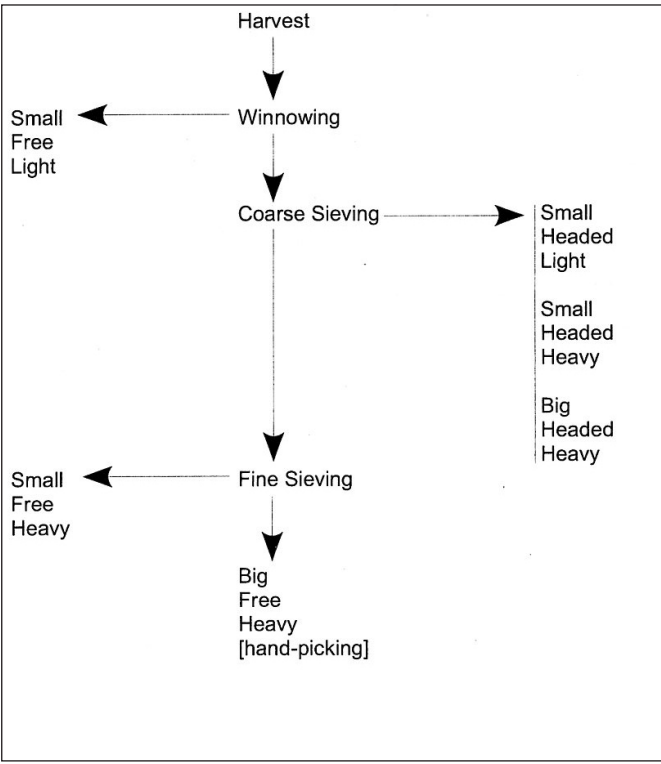 Harvest
Winnowing
Small
Free
Light
Coarse Sieving
Small
Headed
Light
Small
Headed
Heavy
Big
Headed
Heavy
Fine Sieving
Small
Free
Heavy
Big
Free
Heavy
[hand-picking]